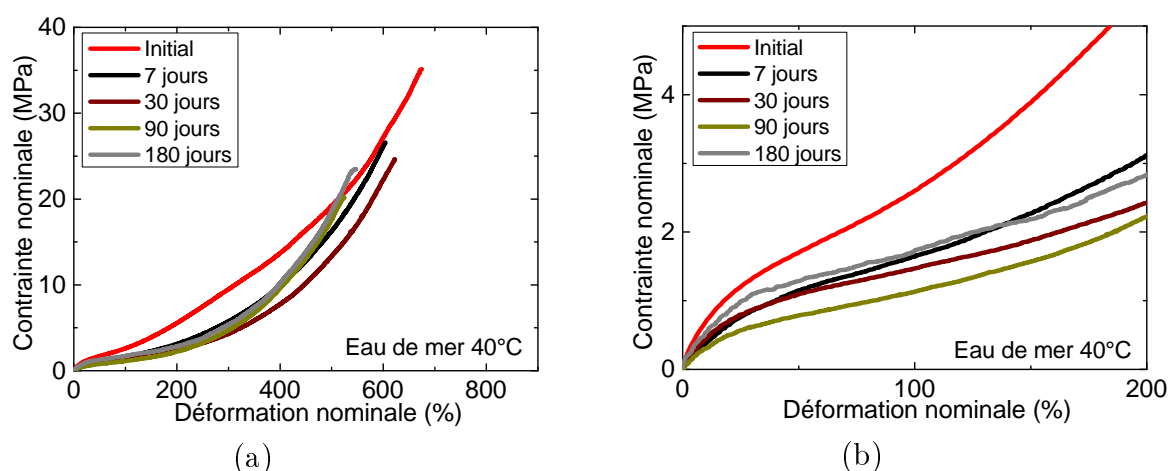 40
30
20
10
0
Contrainte nominale (MPa)
Initial
7 jours
30 jours
90 jours
180 jours
Eau de mer 40°C
0
200
400
600
800
Déformation nominale (%)
(a)
4
2
0
Contrainte nominale (MPa)
Initial
7 jours
30 jours
90 jours
180 jours
Eau de mer 40°C
0
100
200
Déformation nominale (%)
(b)